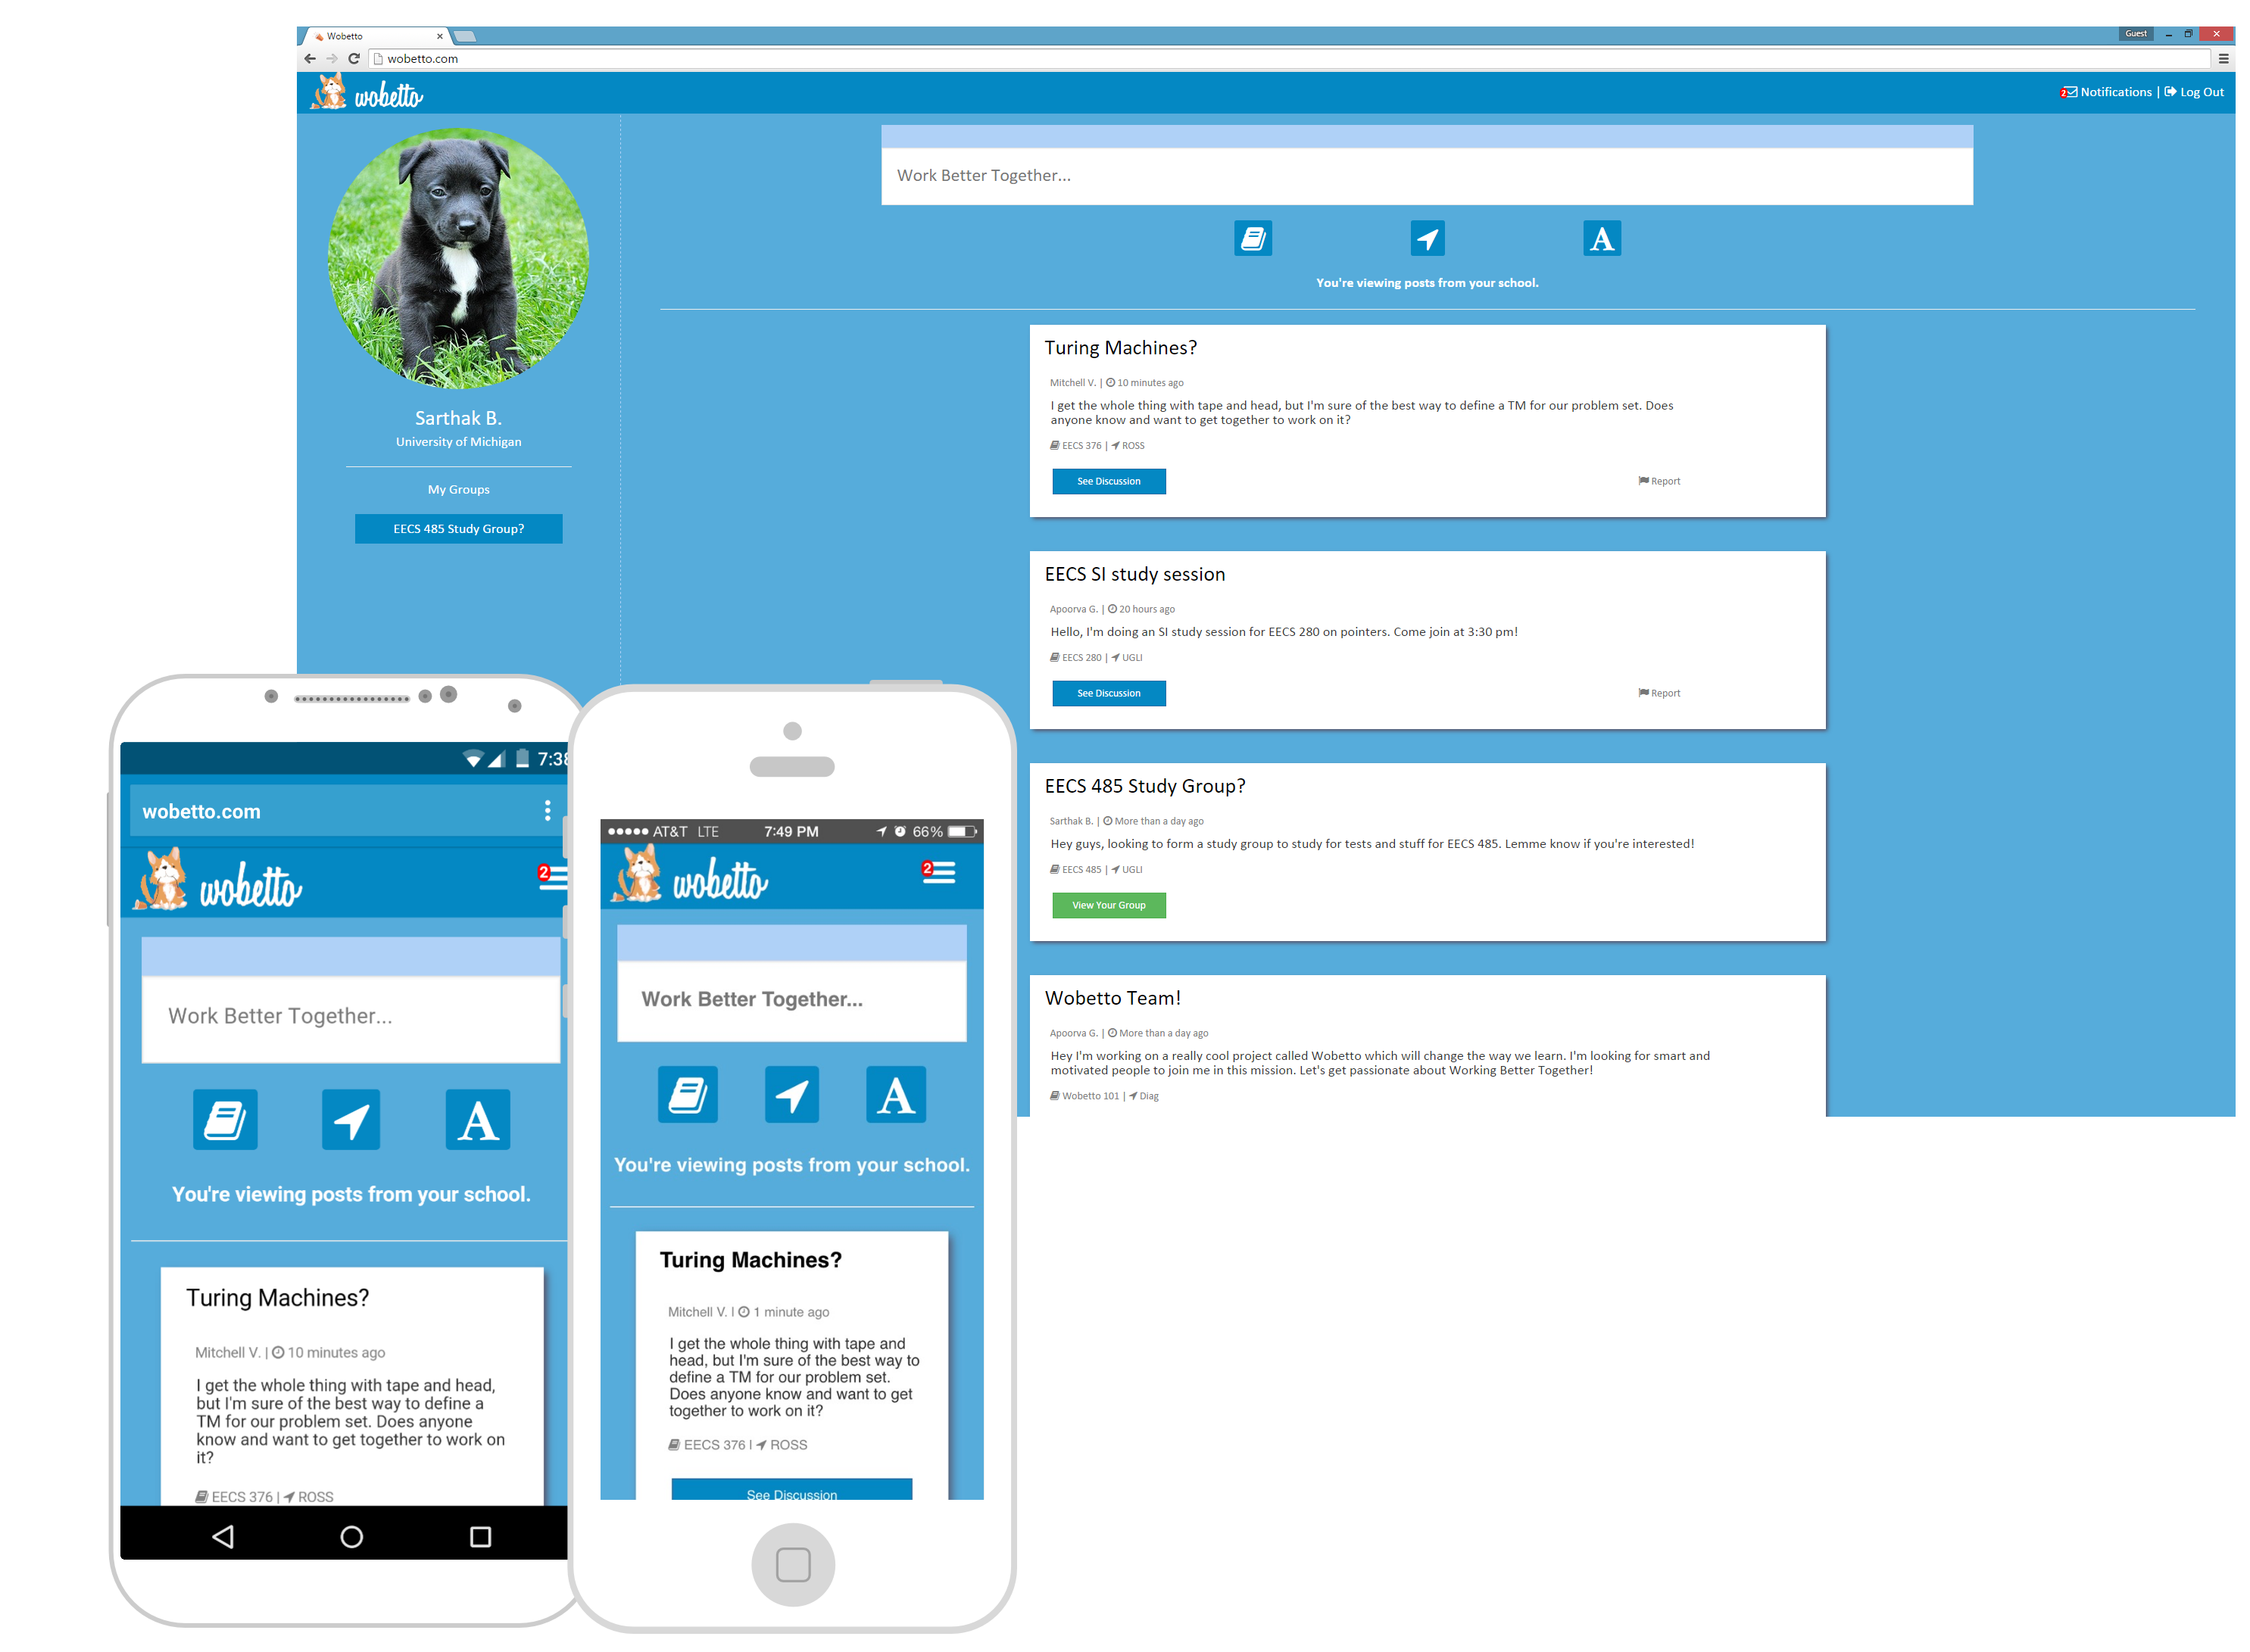 Wobetto
Guest
wobetto.com
wobetto
2 Notifications | Log Out
Work Better Together...
You're viewing posts from your school.
Sarthak B.
University of Michigan
My Groups
EECS 485 Study Group?
Turing Machines?
Mitchell V. | 10 minutes ago
I get the whole thing with tape and head, but I'm sure of the best way to define a TM for our problem set. Does
anyone know and want to get together to work on it?
EECS 376 | ROSS
See Discussion
Report
EECS SI study session
Apoorva G. | 20 hours ago
Hello, I'm doing an SI study session for EECS 280 on pointers. Come join at 3:30 pm!
EECS 280 | UGLI
See Discussion
Report
EECS 485 Study Group?
Sarthak B. | More than a day ago
Hey guys, looking to form a study group to study for tests and stuff for EECS 485. Lemme know if you're interested!
EECS 485 | UGLI
View Your Group
Wobetto Team!
Apoorva G. | More than a day ago
Hey I'm working on a really cool project called Wobetto which will change the way we learn. I'm looking for smart and
motivated people to join me in this mission. Let's get passionate about Working Better Together!
Wobetto 101 | Diag
7:38
wobetto.com
wobetto
2
Work Better Together...
A
You're viewing posts from your school.
Turing Machines?
Mitchell V. | 10 minutes ago
I get the whole thing with tape and head,
but I'm sure of the best way to define a
TM for our problem set. Does anyone
know and want to get together to work on
it?
EECS 376 | ROSS
AT&T LTE 7:49 PM 66%
wobetto
2
Work Better Together...
A
You're viewing posts from your school.
Turing Machines?
Mitchell V. | 1 minute ago
I get the whole thing with tape and
head, but I'm sure of the best way to
define a TM for our problem set.
Does anyone know and want to get
together to work on it?
EECS 376 | ROSS
See Discussion